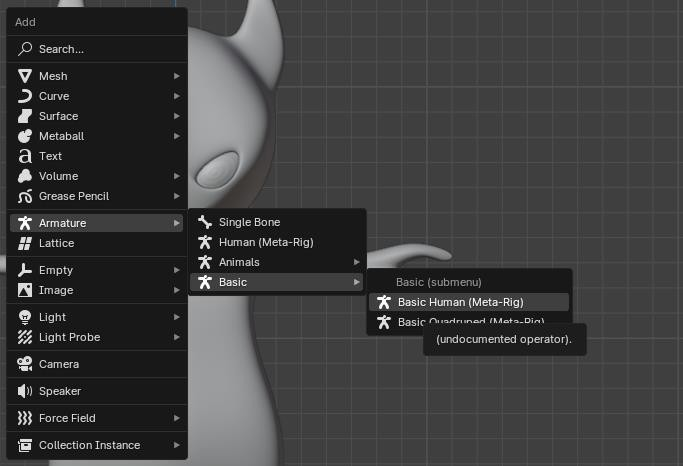 Add
Search...
Mesh
Curve
Surface
Metaball
Text
Volume
Grease Pencil
Armature
Lattice
Empty
Image
Light
Light Probe
Camera
Speaker
Force Field
Collection Instance
Single Bone
Human (Meta-Rig)
Animals
Basic
Basic (submenu)
Basic Human (Meta-Rig)
Basic Quadruped (Meta-Rig)
(undocumented operator).